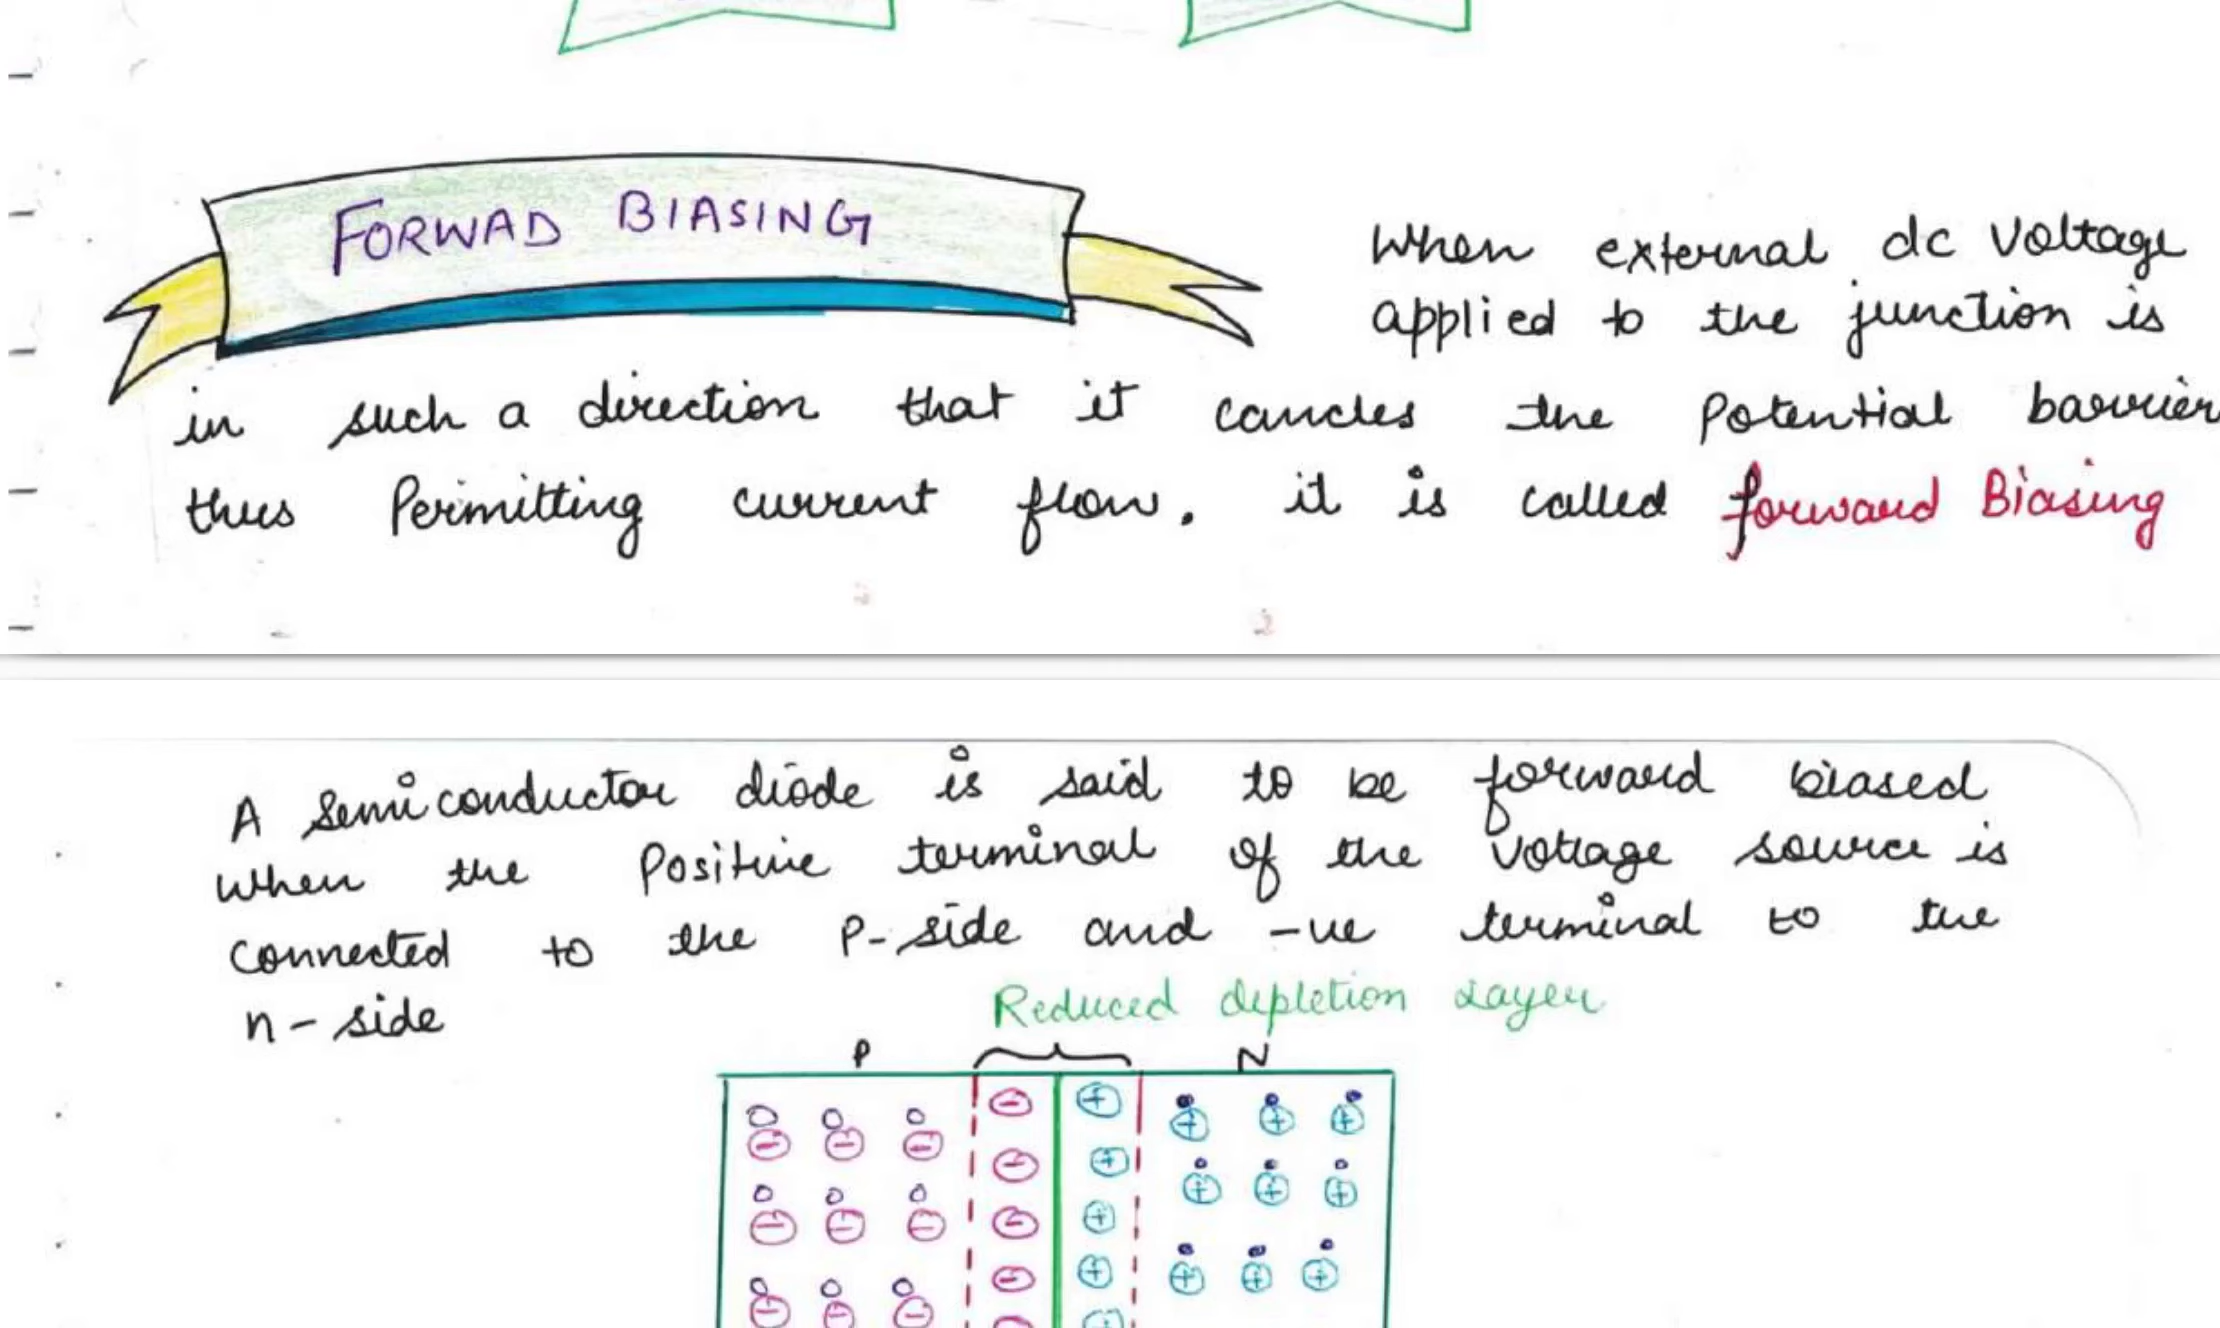 FORWAD BIASING
When external dc voltage
applied to the junction is
in such a direction that it cancles the Potential barrier
thus Permitting current flow. it is called forward Biasing
A Semiconductor diode is said to be forward biased
when the Positive terminal of the Voltage source is
connected to the P-side and -ve terminal to the
n-side
Reduced depletion Layer
P N